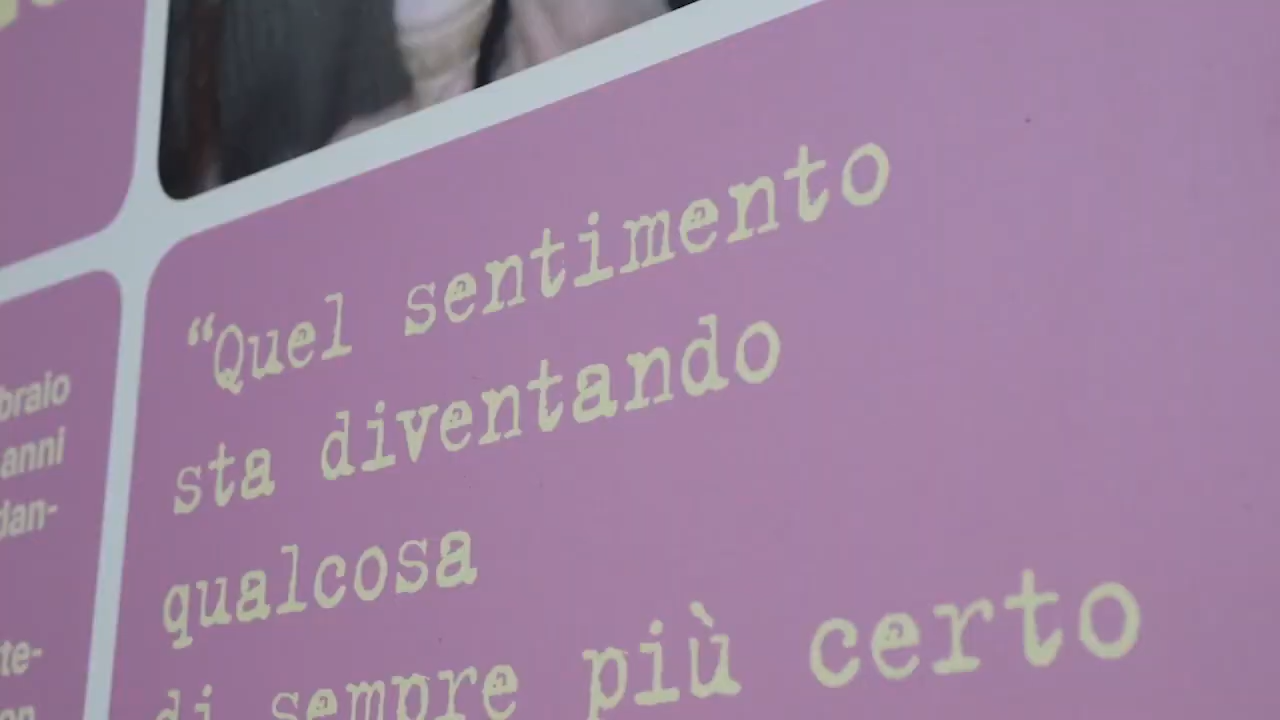 braio
anni
dan-
te-
“Quel sentimento
sta diventando
qualcosa
di sempre più certo